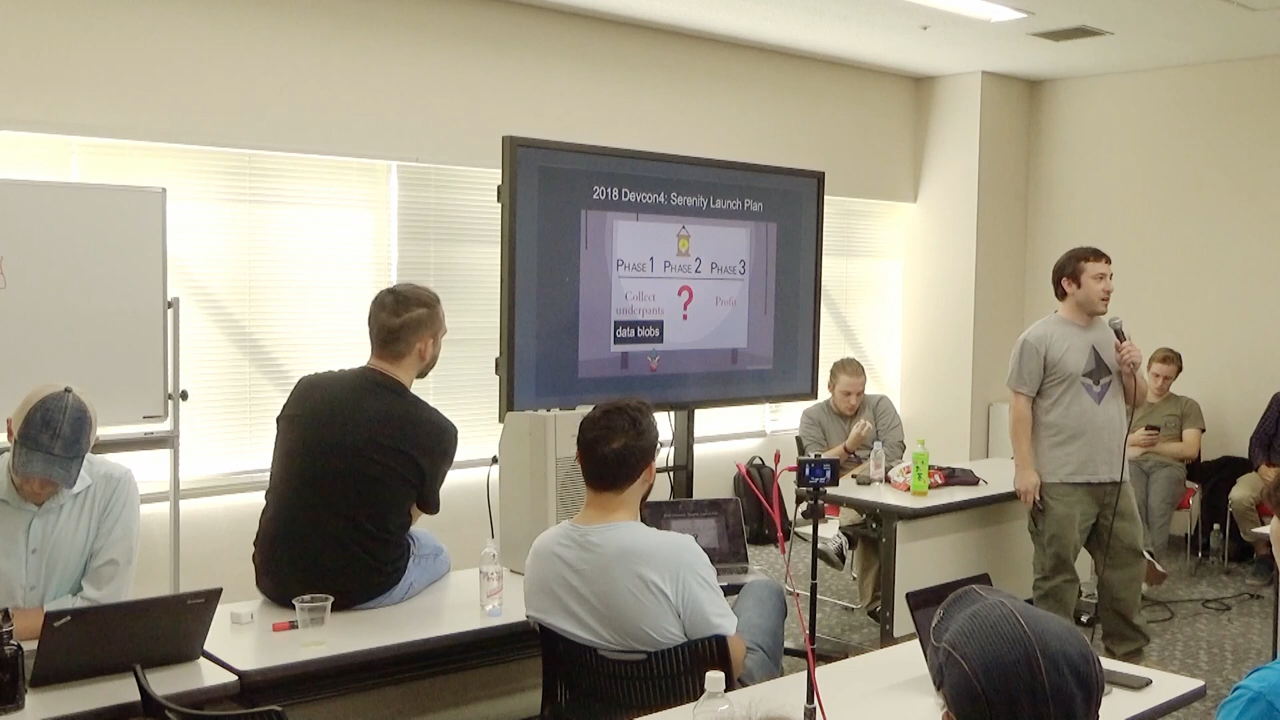 2018 Devcon4: Serenity Launch Plan
PHASE 1 PHASE 2 PHASE 3
Collect ? Profit
underpants
data blobs